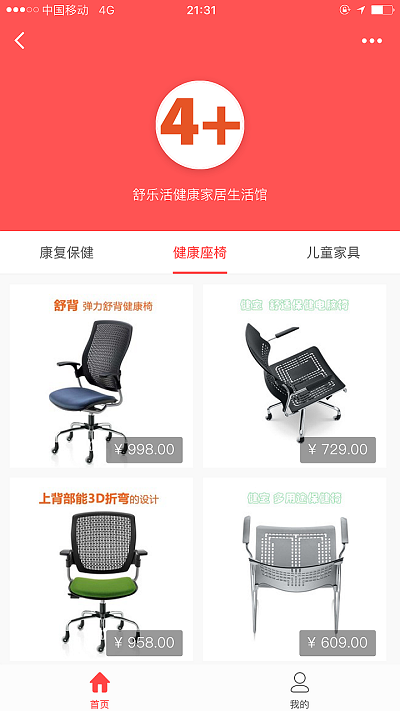 中国移动 4G 21:31
4+
舒乐活健康家居生活馆
康复保健 健康座椅 儿童家具
舒背 弹力舒背健康椅
健宝 舒适保健电脑椅
¥ 998.00
¥ 729.00
上背部能3D折弯的设计
健宝 多用途保健椅
¥ 958.00
¥ 609.00
首页 我的